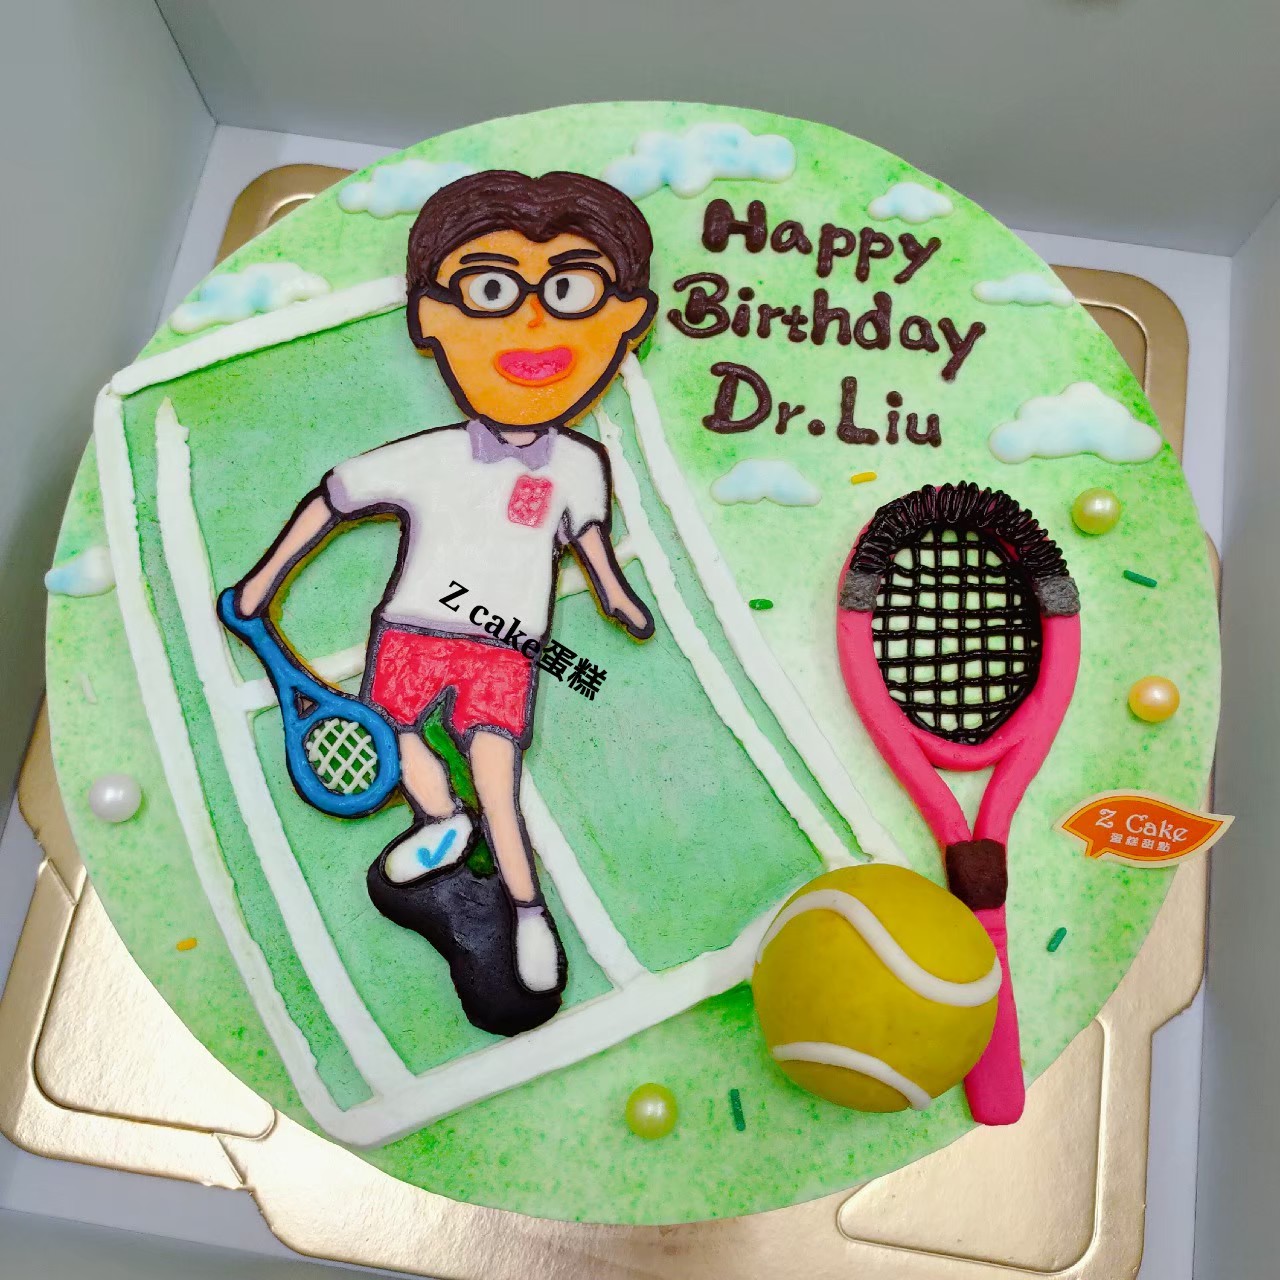 Happy
Birthday
Dr. Liu
Z cake蛋糕
Z Cake
蛋糕甜點